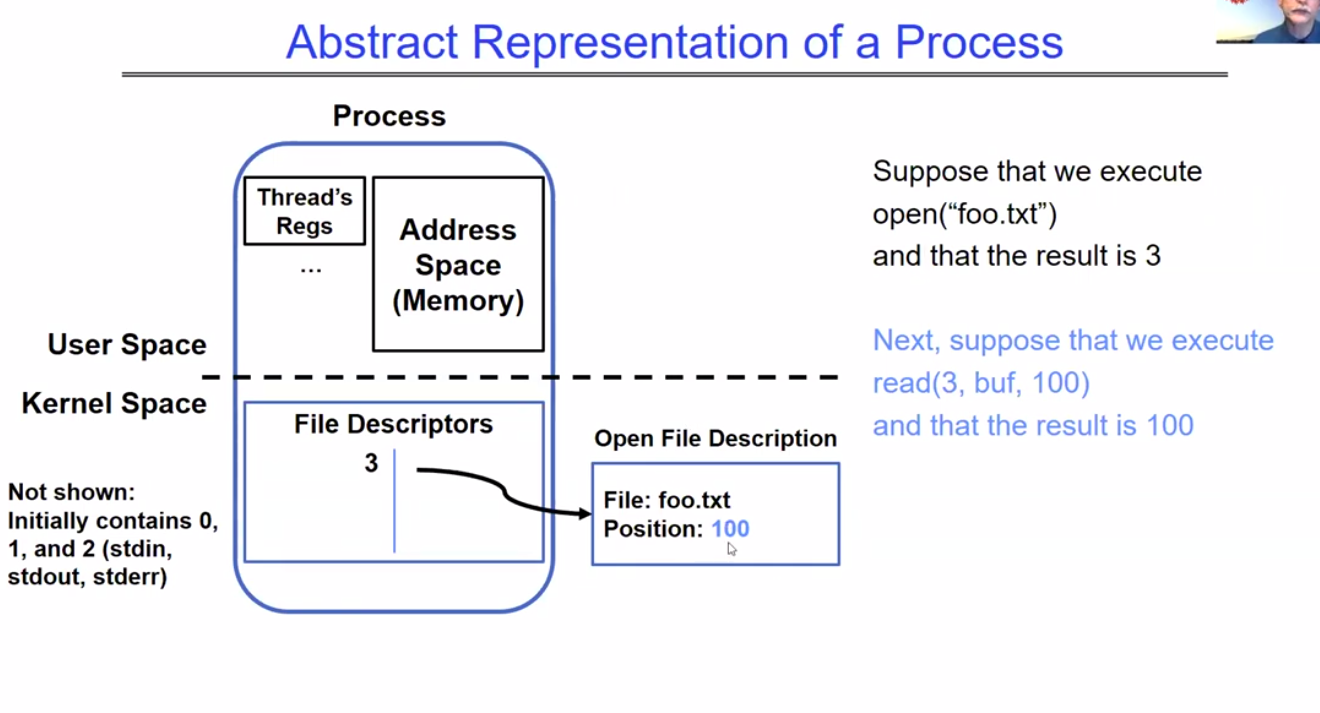 Abstract Representation of a Process
Process
Thread’s
Regs
...
Address
Space
(Memory)
User Space
Kernel Space
File Descriptors
3
Not shown:
Initially contains 0,
1, and 2 (stdin,
stdout, stderr)
Open File Description
File: foo.txt
Position: 100
Suppose that we execute
open(“foo.txt”)
and that the result is 3
Next, suppose that we execute
read(3, buf, 100)
and that the result is 100